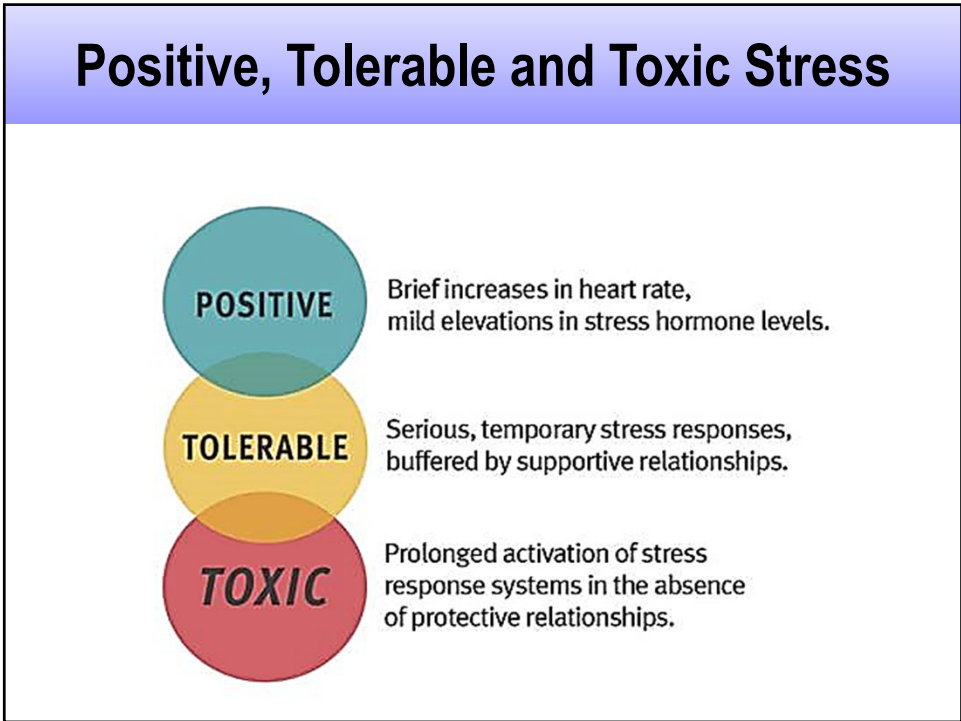 Positive, Tolerable and Toxic Stress
POSITIVE
Brief increases in heart rate,
mild elevations in stress hormone levels.
TOLERABLE
Serious, temporary stress responses,
buffered by supportive relationships.
TOXIC
Prolonged activation of stress
response systems in the absence
of protective relationships.